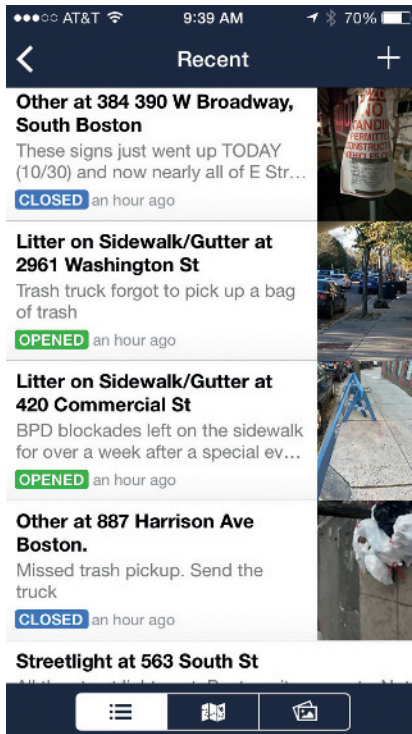 AT&T 9:39 AM 70%
Recent
Other at 384 390 W Broadway,
South Boston
These signs just went up TODAY
(10/30) and now nearly all of E Str...
CLOSED an hour ago
NO
Litter on Sidewalk/Gutter at
2961 Washington St
Trash truck forgot to pick up a bag
of trash
OPENED an hour ago
Litter on Sidewalk/Gutter at
420 Commercial St
BPD blockades left on the sidewalk
for over a week after a special ev...
OPENED an hour ago
Other at 887 Harrison Ave
Boston.
Missed trash pickup. Send the
truck
CLOSED an hour ago
Streetlight at 563 South St